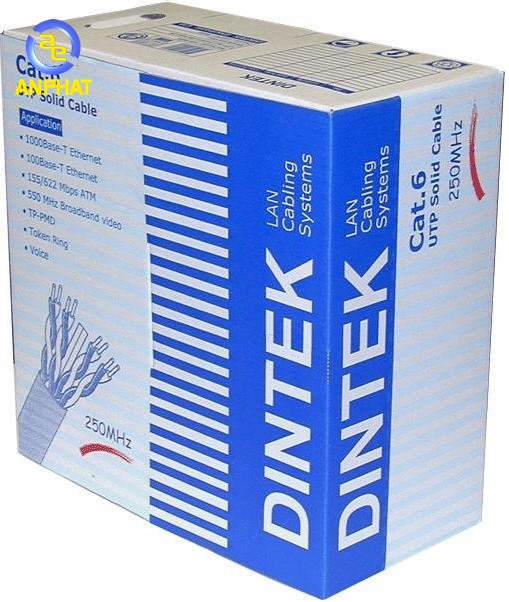 ANPHAT
Cat.6
UTP Solid Cable
Application
• 1000Base-T Ethernet
• 100Base-T Ethernet
• 155/622 Mbps ATM
• 550 MHz Broadband video
• TP-PMD
• Token Ring
• Voice
250MHz
DINTEK
LAN
Cabling
Systems
DINTEK
LAN
Cabling
Systems
Cat.6
UTP Solid Cable
250MHz
DINTEK